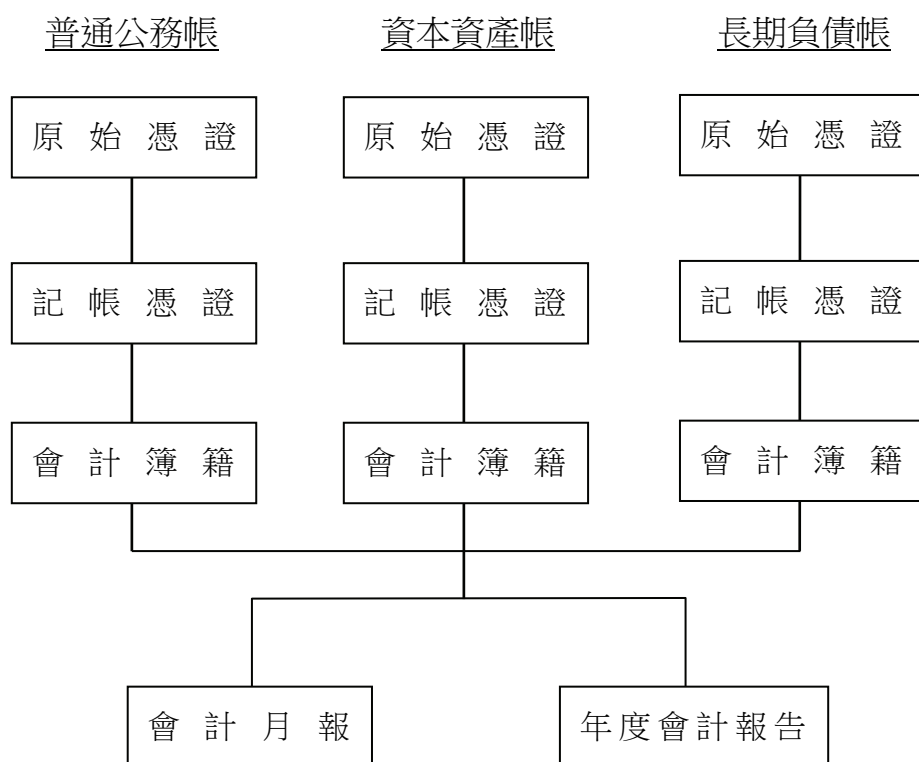 普通公務帳 資本資產帳 長期負債帳
原始憑證 原始憑證 原始憑證
記帳憑證 記帳憑證 記帳憑證
會計簿籍 會計簿籍 會計簿籍
會計月報 年度會計報告